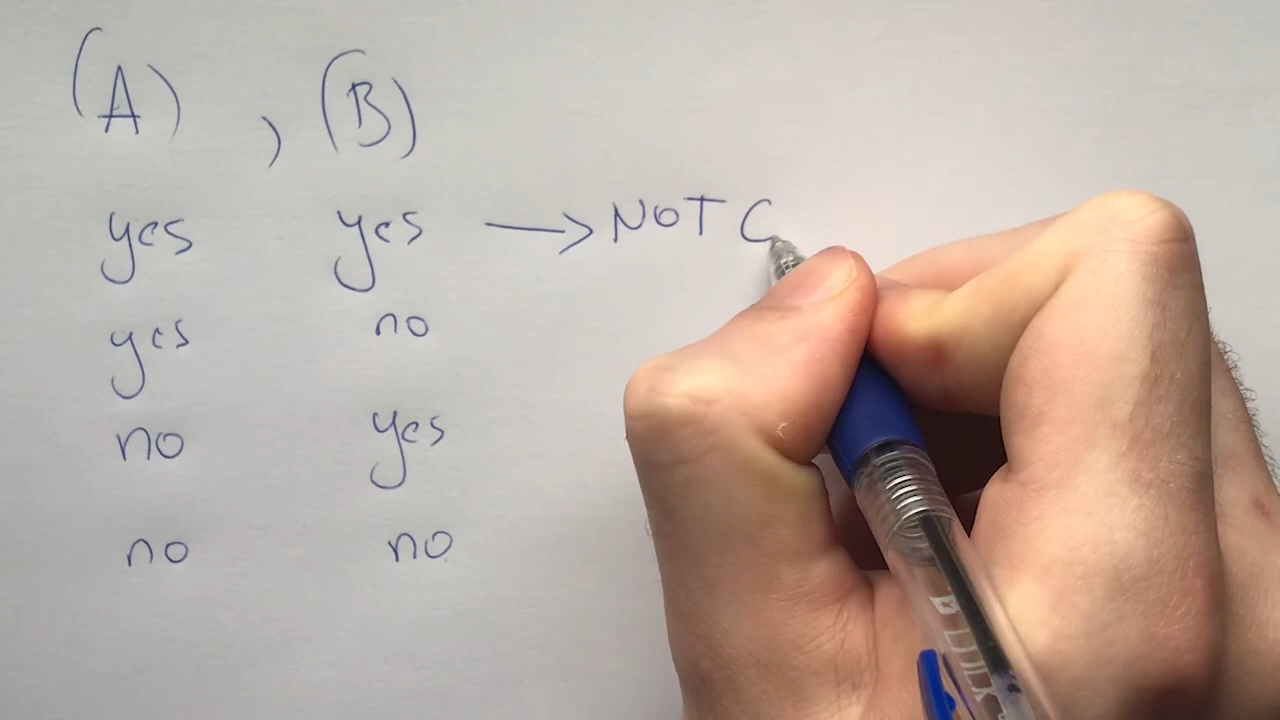 (A) , (B)
yes yes → NOT C
yes no
no yes
no no